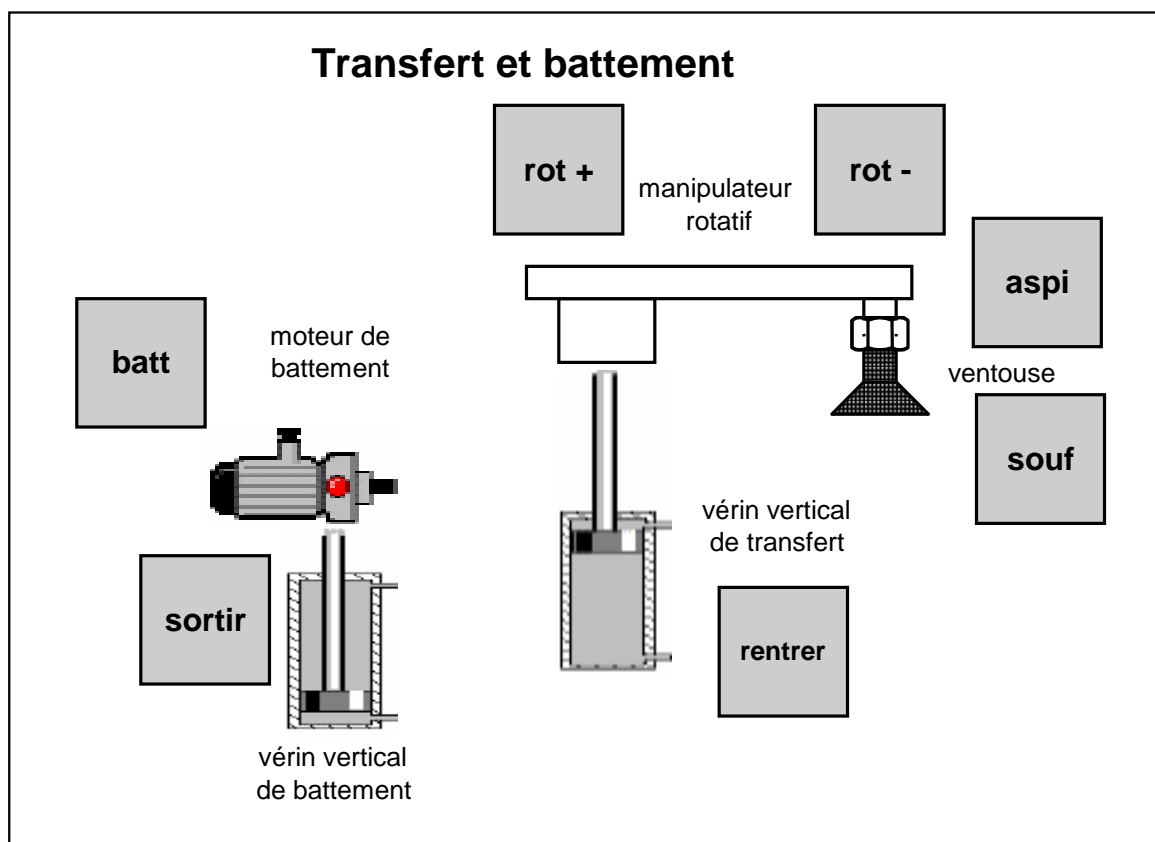 Transfert et battement
rot +
manipulateur
rotatif
rot -
aspi
ventouse
souf
batt
moteur de
battement
sortir
vérin vertical
de battement
vérin vertical
de transfert
rentrer